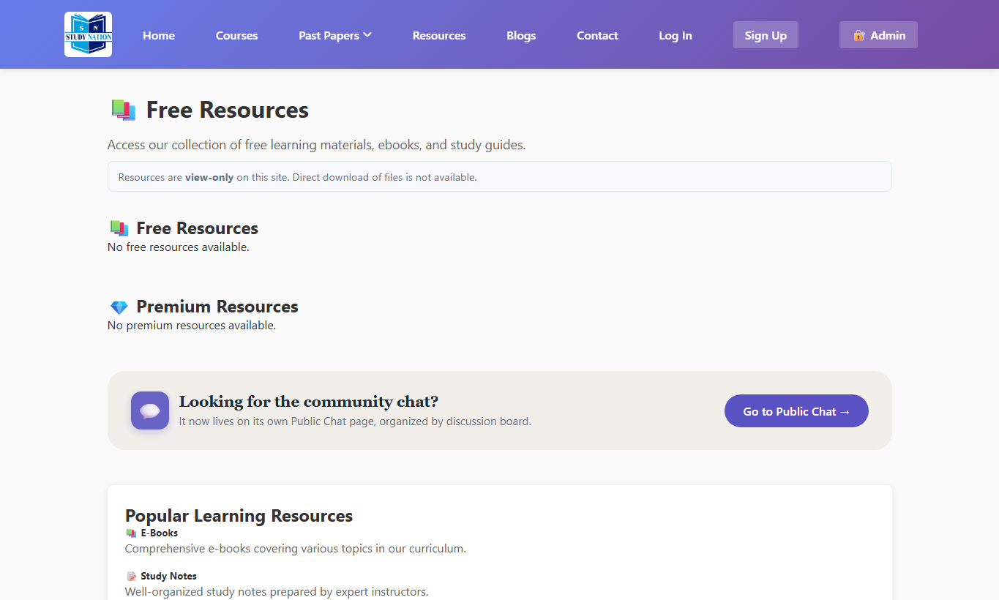 S N
STUDY NATION
Home
Courses
Past Papers
Resources
Blogs
Contact
Log In
Sign Up
Admin
Free Resources
Access our collection of free learning materials, ebooks, and study guides.
Resources are view-only on this site. Direct download of files is not available.
Free Resources
No free resources available.
Premium Resources
No premium resources available.
Looking for the community chat?
It now lives on its own Public Chat page, organized by discussion board.
Go to Public Chat →
Popular Learning Resources
E-Books
Comprehensive e-books covering various topics in our curriculum.
Study Notes
Well-organized study notes prepared by expert instructors.